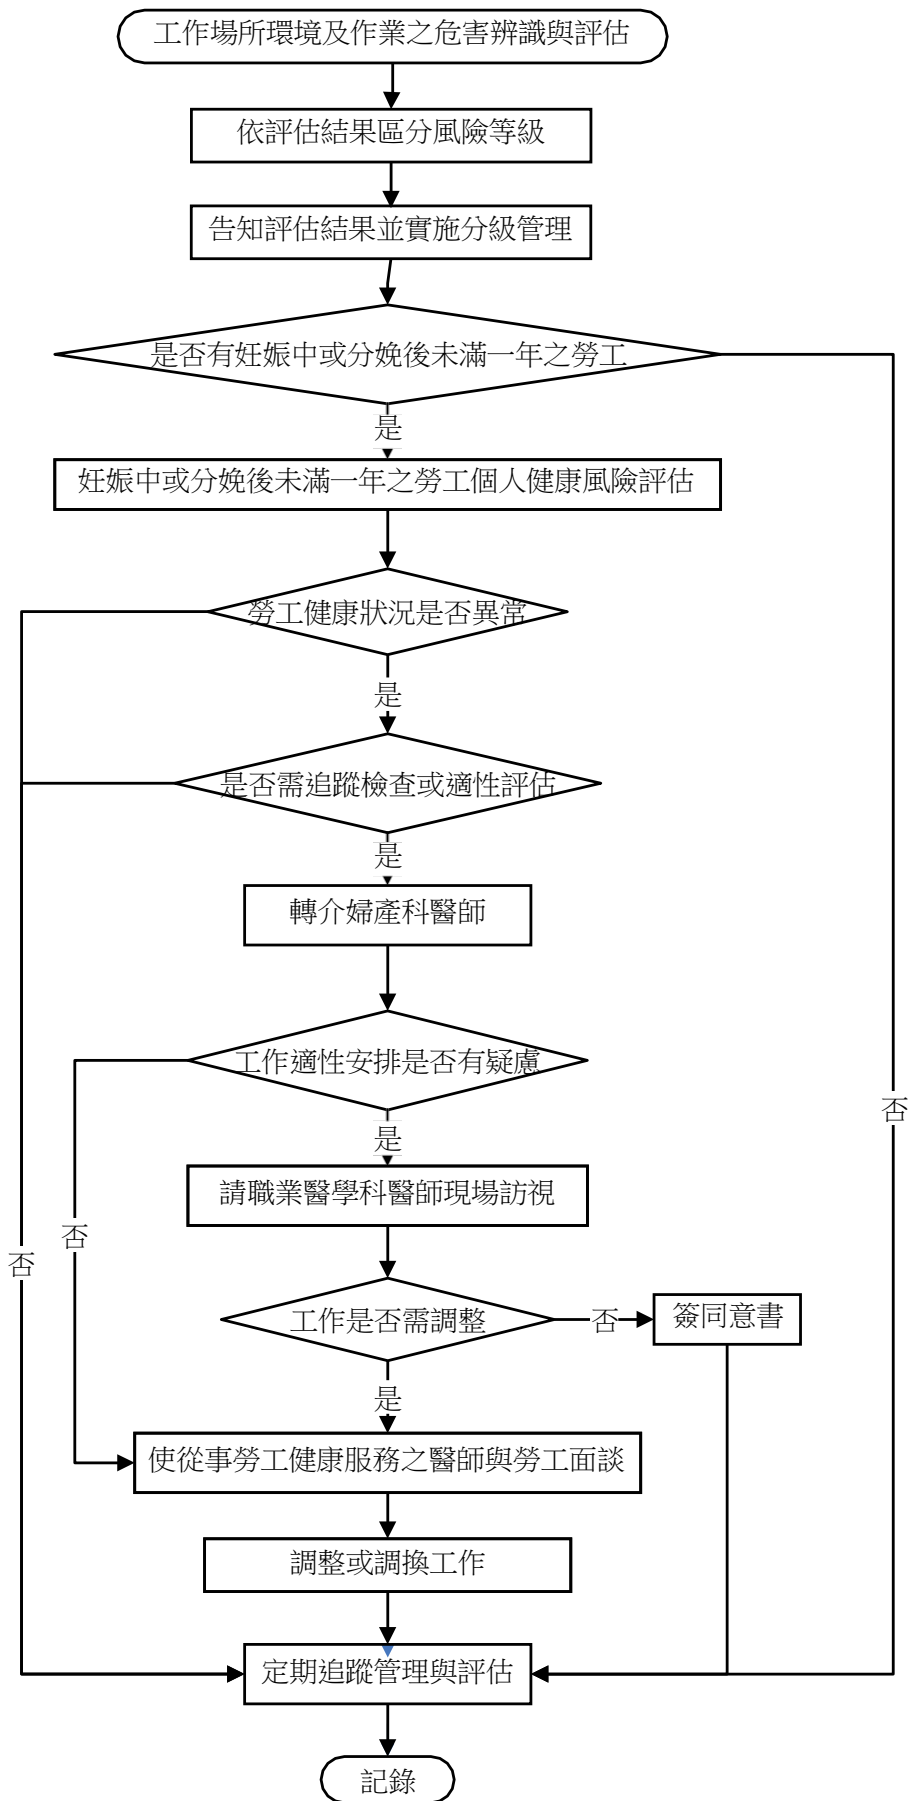 工作場所環境及作業之危害辨識與評估
依評估結果區分風險等級
告知評估結果並實施分級管理
是否有妊娠中或分娩後未滿一年之勞工
是
妊娠中或分娩後未滿一年之勞工個人健康風險評估
勞工健康狀況是否異常
是
是否需追蹤檢查或適性評估
是
轉介婦產科醫師
工作適性安排是否有疑慮
否
是
請職業醫學科醫師現場訪視
否
否
工作是否需調整
否
簽同意書
是
使從事勞工健康服務之醫師與勞工面談
調整或調換工作
定期追蹤管理與評估
記錄